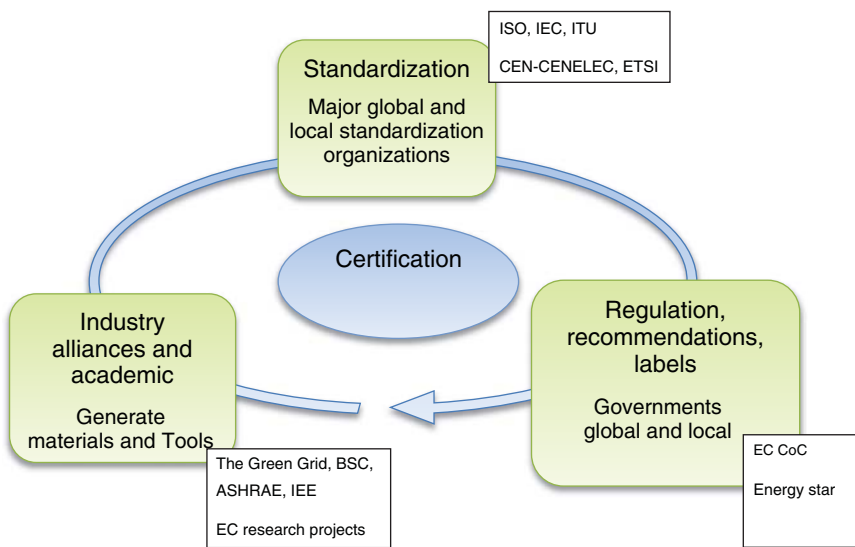 ISO, IEC, ITU
CEN-CENELEC, ETSI
Standardization
Major global and
local standardization
organizations
Certification
Industry
alliances and
academic
Generate
materials and Tools
The Green Grid, BSC,
ASHRAE, IEE
EC research projects
Regulation,
recommendations,
labels
Governments
global and local
EC CoC
Energy star